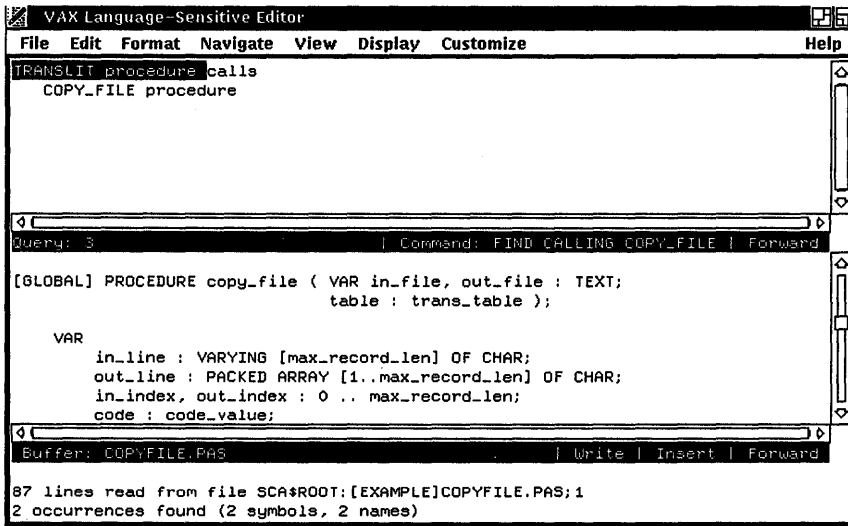 VAX Language-Sensitive Editor
File Edit Format Navigate View Display Customize Help
TRANSLIT procedure calls
COPY_FILE procedure
Query: 3 | Command: FIND CALLING COPY_FILE | Forward
[GLOBAL] PROCEDURE copy_file ( VAR in_file, out_file : TEXT;
table : trans_table );
VAR
in_line : VARYING [max_record_len] OF CHAR;
out_line : PACKED ARRAY [1..max_record_len] OF CHAR;
in_index, out_index : 0 .. max_record_len;
code : code_value;
Buffer: COPYFILE.PAS | Write | Insert | Forward
87 lines read from file SCA$ROOT:[EXAMPLE]COPYFILE.PAS;1
2 occurrences found (2 symbols, 2 names)